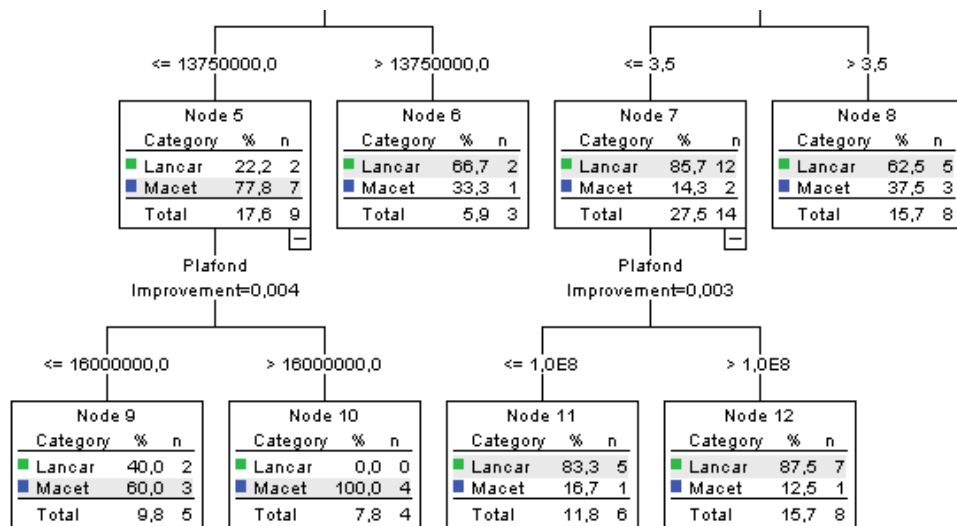 <= 13750000,0
> 13750000,0
<= 3,5
> 3,5
Node 5
Category % n
Lancar 22,2 2
Macet 77,8 7
Total 17,6 9
Node 6
Category % n
Lancar 66,7 2
Macet 33,3 1
Total 5,9 3
Node 7
Category % n
Lancar 85,7 12
Macet 14,3 2
Total 27,5 14
Node 8
Category % n
Lancar 62,5 5
Macet 37,5 3
Total 15,7 8
Plafond
Improvement=0,004
Plafond
Improvement=0,003
<= 16000000,0
> 16000000,0
<= 1,0E8
> 1,0E8
Node 9
Category % n
Lancar 40,0 2
Macet 60,0 3
Total 9,8 5
Node 10
Category % n
Lancar 0,0 0
Macet 100,0 4
Total 7,8 4
Node 11
Category % n
Lancar 83,3 5
Macet 16,7 1
Total 11,8 6
Node 12
Category % n
Lancar 87,5 7
Macet 12,5 1
Total 15,7 8